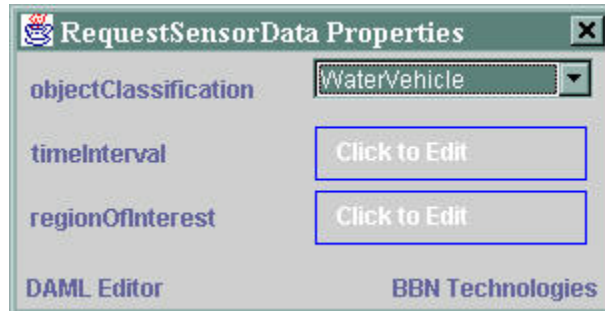 RequestSensorData Properties
objectClassification WaterVehicle
timeInterval Click to Edit
regionOfInterest Click to Edit
DAML Editor BBN Technologies